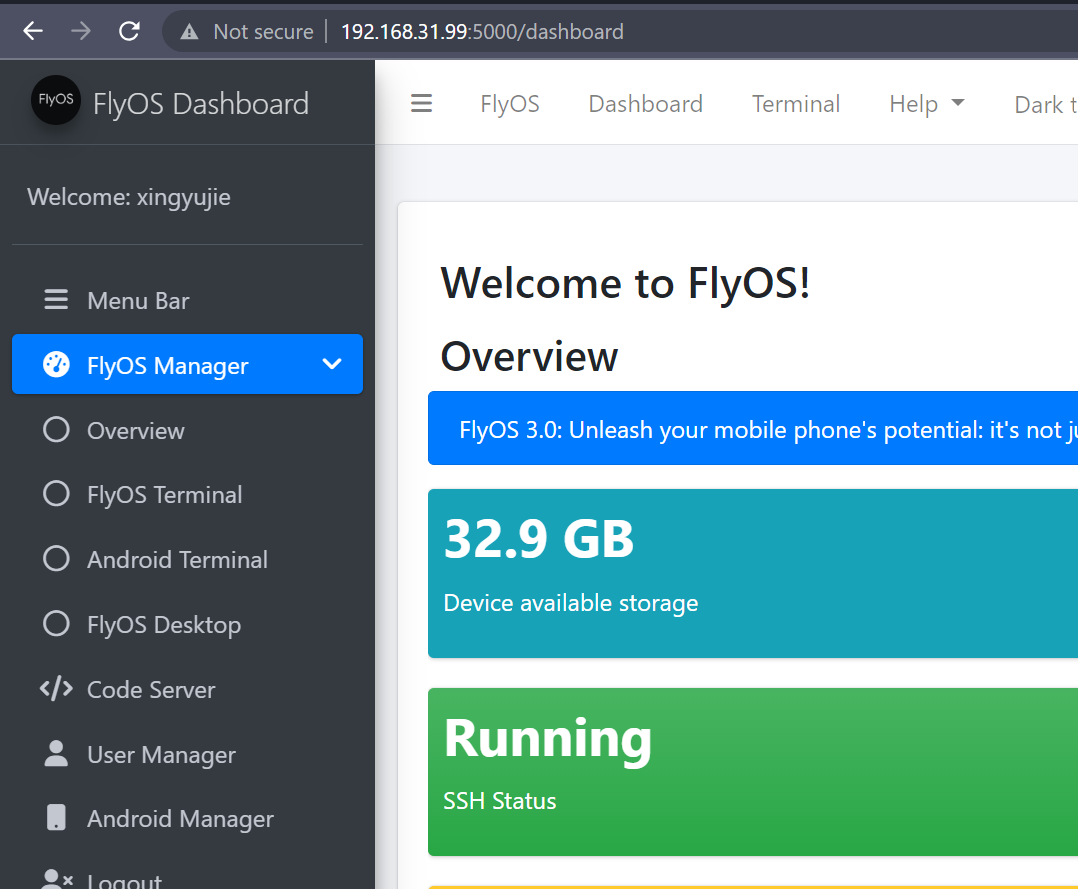 Not secure
192.168.31.99:5000/dashboard
FlyOS
FlyOS Dashboard
FlyOS
Dashboard
Terminal
Help
Dark
Welcome: xingyujie
Menu Bar
FlyOS Manager
Overview
FlyOS Terminal
Android Terminal
FlyOS Desktop
Code Server
User Manager
Android Manager
Logout
Welcome to FlyOS!
Overview
FlyOS 3.0: Unleash your mobile phone's potential: it's not
32.9 GB
Device available storage
Running
SSH Status